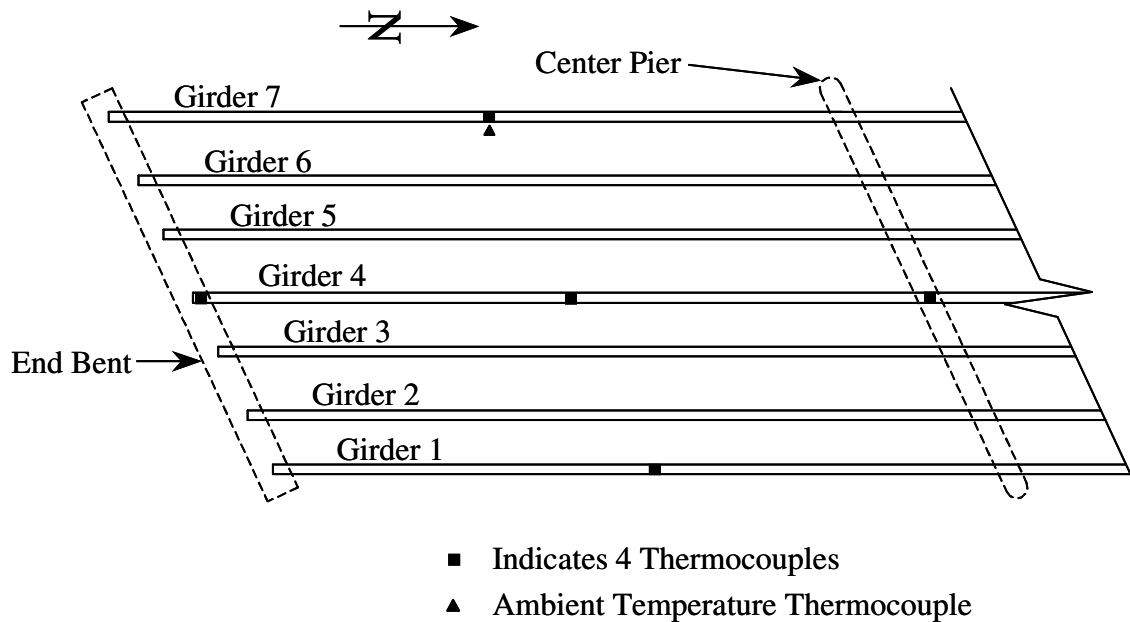 N
Center Pier
Girder 7
Girder 6
Girder 5
Girder 4
Girder 3
End Bent
Girder 2
Girder 1
Indicates 4 Thermocouples
Ambient Temperature Thermocouple